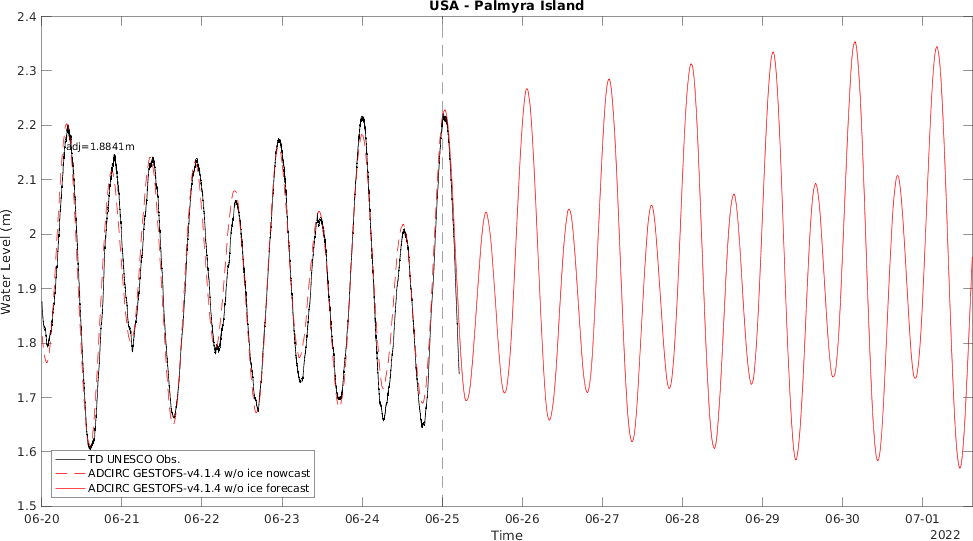 USA - Palmyra Island
2.4
2.3
2.2
2.1
2
1.9
1.8
1.7
1.6
1.5
Water Level (m)
adj=1.8841m
TD UNESCO Obs.
ADCIRC GESTOFS-v4.1.4 w/o ice nowcast
ADCIRC GESTOFS-v4.1.4 w/o ice forecast
06-20 06-21 06-22 06-23 06-24 06-25 06-26 06-27 06-28 06-29 06-30 07-01
2022
Time